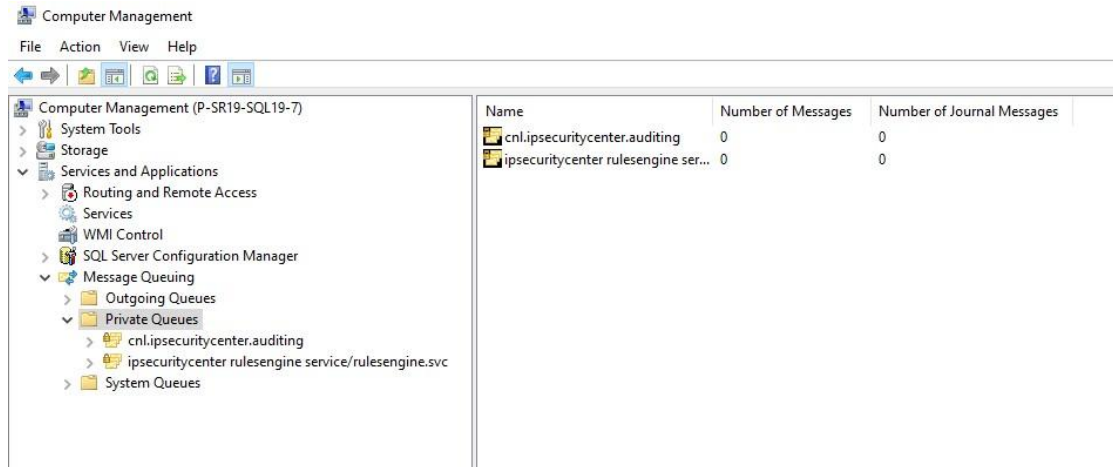 Computer Management
File Action View Help
Computer Management (P-SR19-SQL19-7)
System Tools
Storage
Services and Applications
Routing and Remote Access
Services
WMI Control
SQL Server Configuration Manager
Message Queuing
Outgoing Queues
Private Queues
cnl.ipsecuritycenter.auditing
ipsecuritycenter rulesengine service/rulesengine.svc
System Queues
Name Number of Messages Number of Journal Messages
cnl.ipsecuritycenter.auditing 0 0
ipsecuritycenter rulesengine ser... 0 0